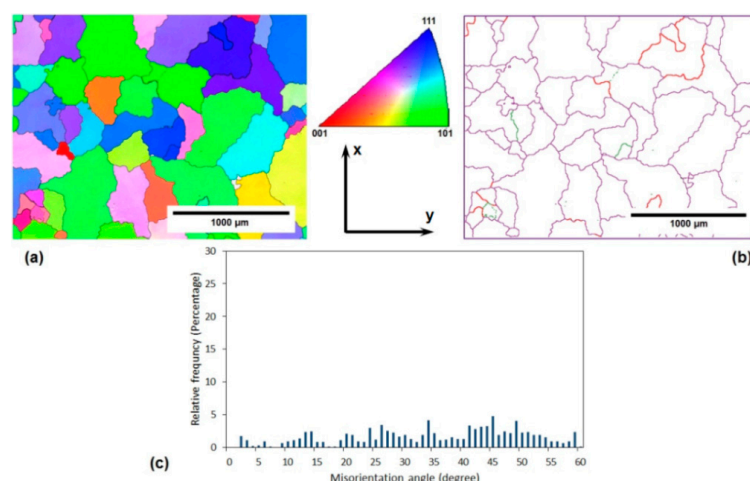 111
001
101
x
y
1000 µm
1000 µm
(a)
(b)
Relative frequncy (Percentage)
30
25
20
15
10
5
0
0 5 10 15 20 25 30 35 40 45 50 55 60
(c)
Misorientation angle (degree)